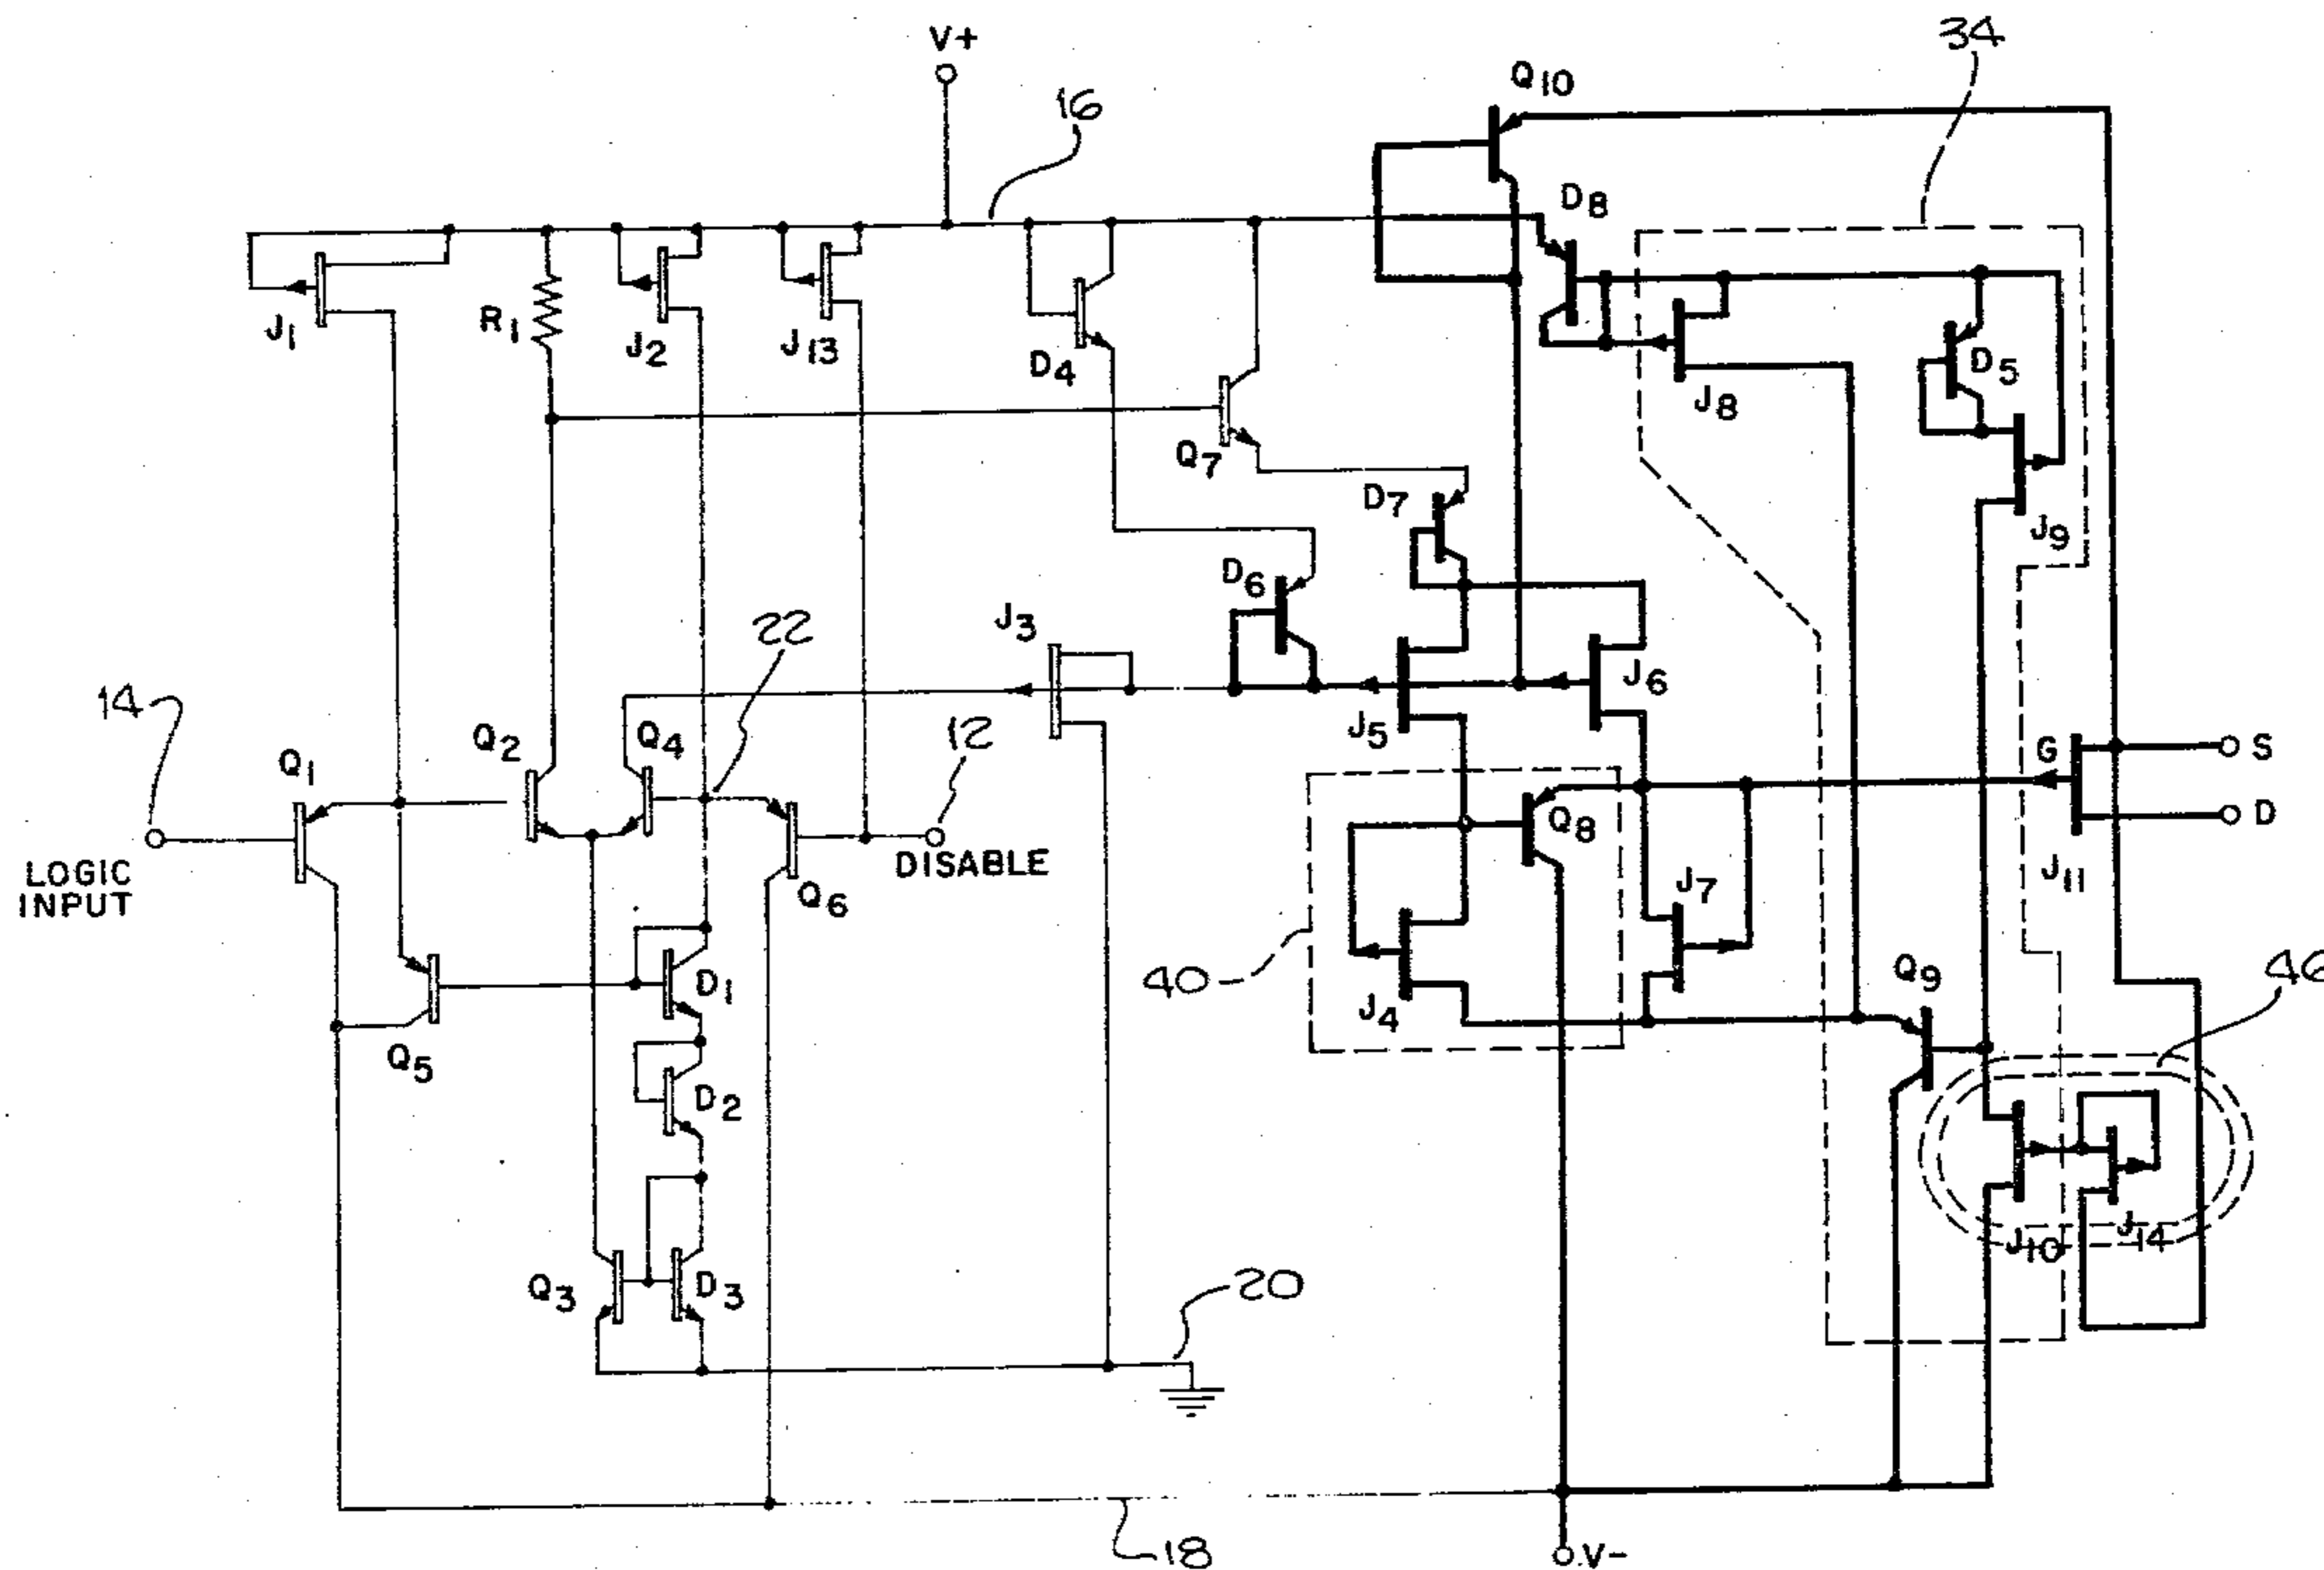 V+
34
Q10
16
D8
R1
J1
J2
J13
D4
D5
J8
Q7
D7
J9
D6
22
J3
J6
14
12
J5
Q2
Q4
Q1
G
S
Q8
D
DISABLE
LOGIC
INPUT
Q6
J7
J11
40
D1
J4
Q9
46
Q5
D2
J10
J14
Q3
D3
20
18
V-